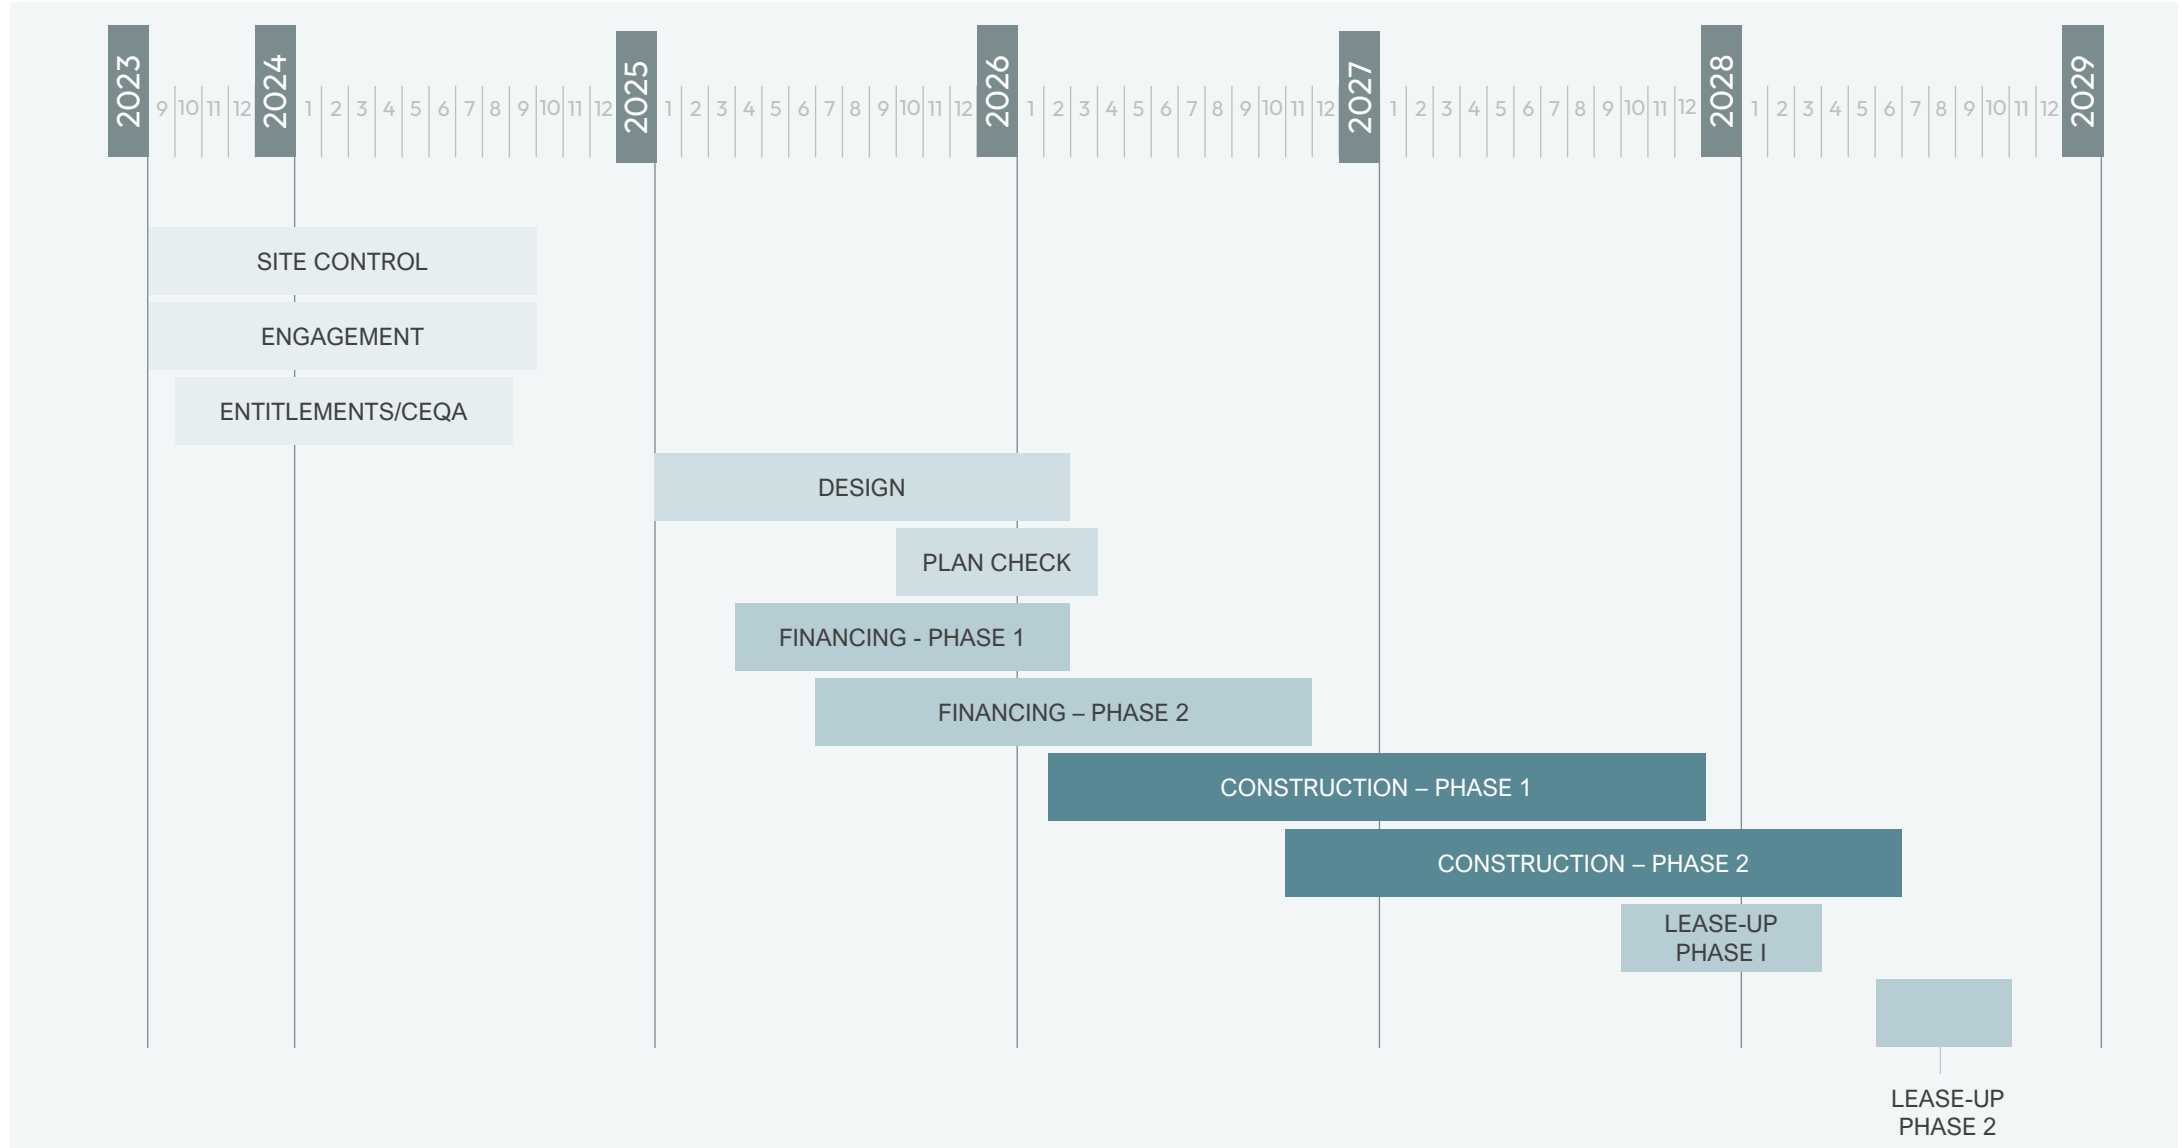 2023 9 10 11 12 2024 1 2 3 4 5 6 7 8 9 10 11 12 2025 1 2 3 4 5 6 7 8 9 10 11 12 2026 1 2 3 4 5 6 7 8 9 10 11 12 2027 1 2 3 4 5 6 7 8 9 10 11 12 2028 1 2 3 4 5 6 7 8 9 10 11 12 2029
SITE CONTROL
ENGAGEMENT
ENTITLEMENTS/CEQA
DESIGN
PLAN CHECK
FINANCING - PHASE 1
FINANCING – PHASE 2
CONSTRUCTION – PHASE 1
CONSTRUCTION – PHASE 2
LEASE-UP
PHASE I
LEASE-UP
PHASE 2